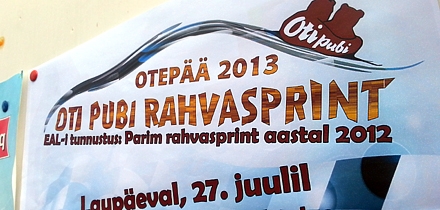 Oti pubi
OTEPÄÄ 2013
OTI PUBI RAHVASPRINT
EAL-i tunnustus: Parim rahvasprint aastal 2012
Laupäeval, 27. juulil